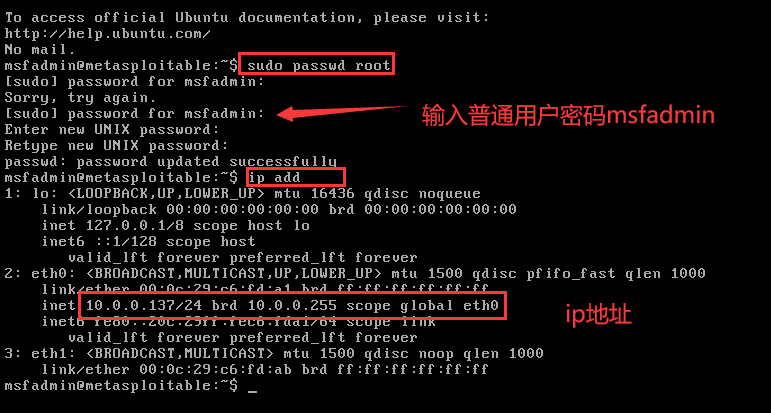 To access official Ubuntu documentation, please visit:
http://help.ubuntu.com/
No mail.
msfadmin@metasploitable:~$ sudo passwd root
[sudo] password for msfadmin:
Sorry, try again.
[sudo] password for msfadmin:
输入普通用户密码msfadmin
Enter new UNIX password:
Retype new UNIX password:
passwd: password updated successfully
msfadmin@metasploitable:~$ ip add
1: lo: <LOOPBACK,UP,LOWER_UP> mtu 16436 qdisc noqueue
link/loopback 00:00:00:00:00:00 brd 00:00:00:00:00:00
inet 127.0.0.1/8 scope host lo
inet6 ::1/128 scope host
valid_lft forever preferred_lft forever
2: eth0: <BROADCAST,MULTICAST,UP,LOWER_UP> mtu 1500 qdisc pfifo_fast qlen 1000
link/ether 00:0c:29:c6:fd:a1 brd ff:ff:ff:ff:ff:ff
inet 10.0.0.137/24 brd 10.0.0.255 scope global eth0
ip地址
inet6 fe80::20c:29ff:fec6:fda1/64 scope link
valid_lft forever preferred_lft forever
3: eth1: <BROADCAST,MULTICAST> mtu 1500 qdisc noop qlen 1000
link/ether 00:0c:29:c6:fd:ab brd ff:ff:ff:ff:ff:ff
msfadmin@metasploitable:~$ _